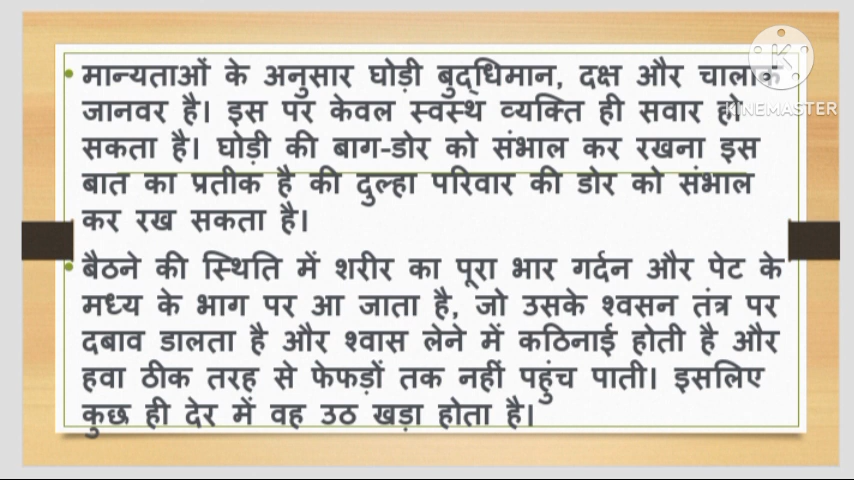 मान्यताओं के अनुसार घोड़ी बुद्धिमान, दक्ष और चालाक
जानवर है। इस पर केवल स्वस्थ व्यक्ति ही सवार हो
सकता है। घोड़ी की बाग-डोर को संभाल कर रखना इस
बात का प्रतीक है की दुल्हा परिवार की डोर को संभाल
कर रख सकता है।
बैठने की स्थिति में शरीर का पूरा भार गर्दन और पेट के
मध्य के भाग पर आ जाता है, जो उसके श्वसन तंत्र पर
दबाव डालता है और श्वास लेने में कठिनाई होती है और
हवा ठीक तरह से फेफड़ों तक नहीं पहुंच पाती। इसलिए
कुछ ही देर में वह उठ खड़ा होता है।
KINEMASTER